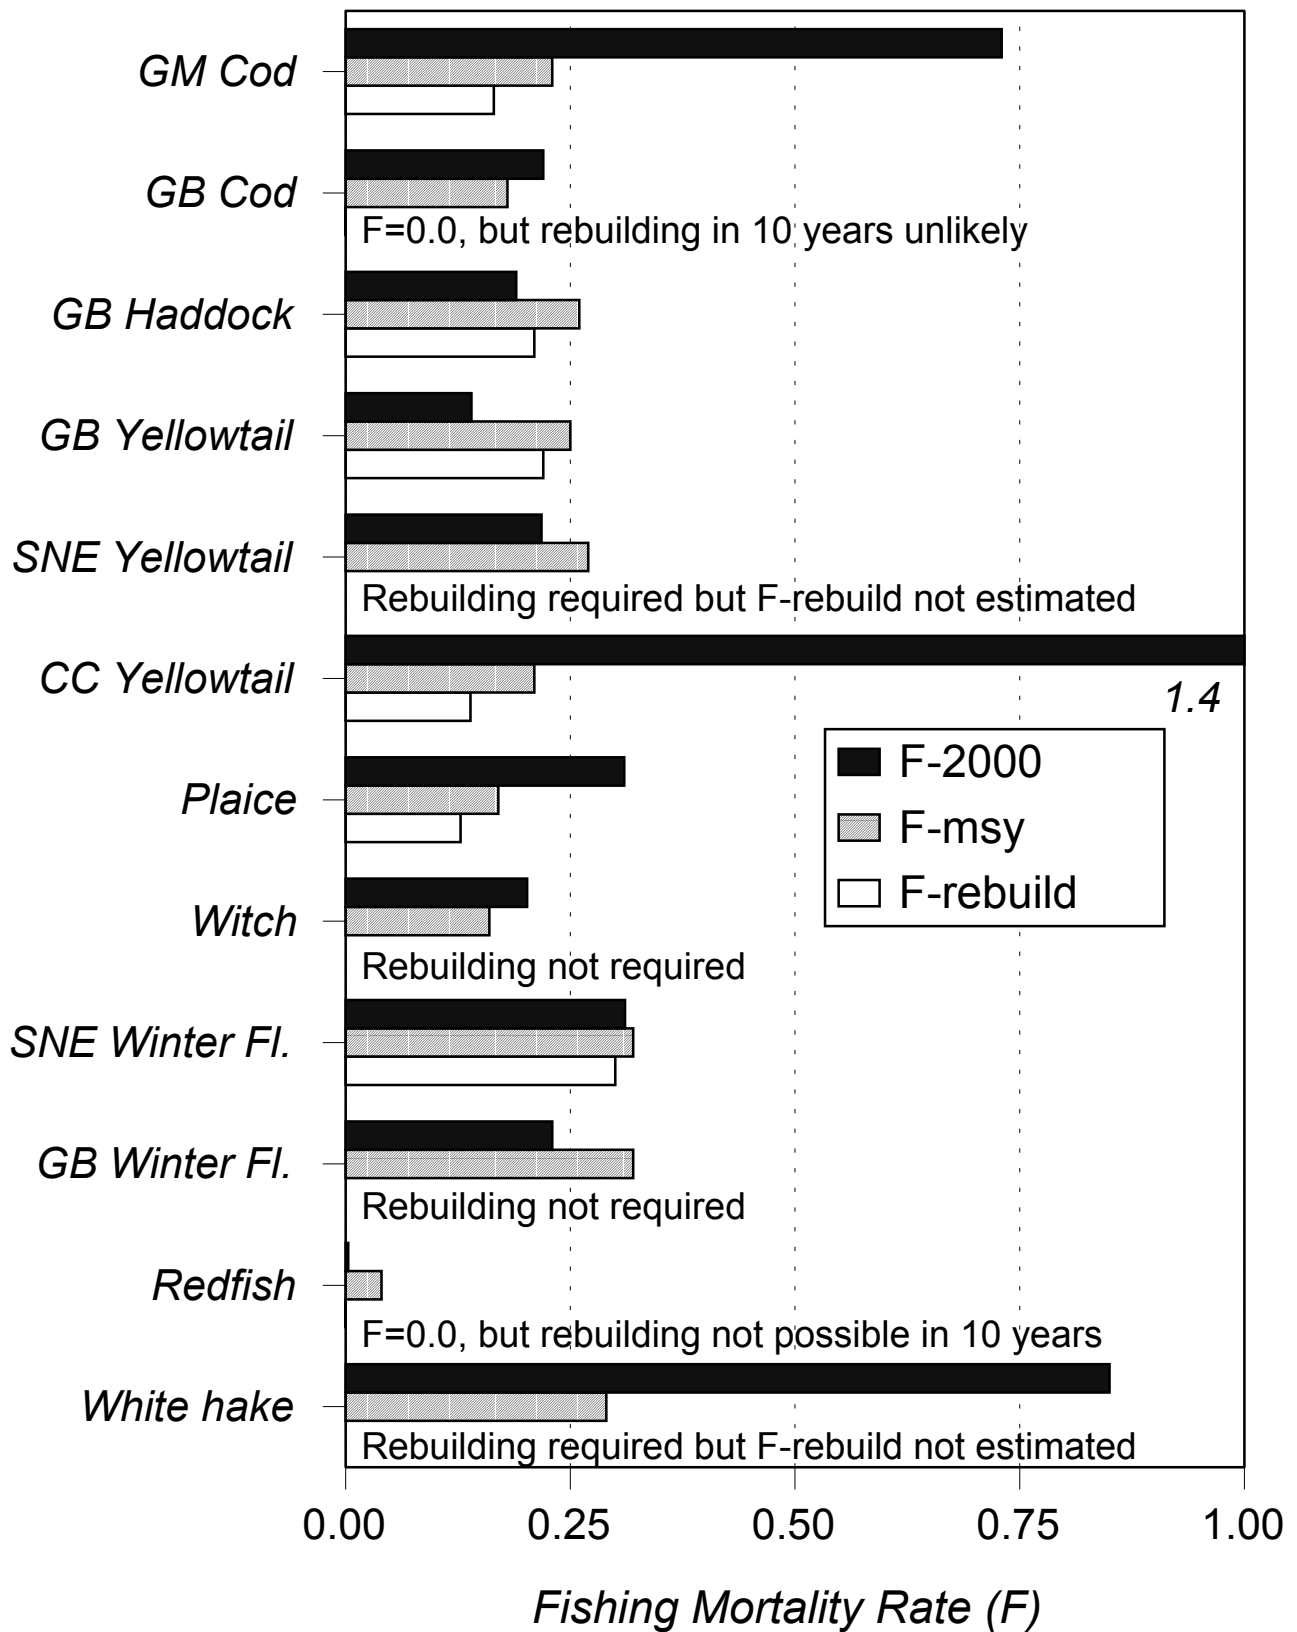 GM Cod
GB Cod
F=0.0, but rebuilding in 10 years unlikely
GB Haddock
GB Yellowtail
SNE Yellowtail
Rebuilding required but F-rebuild not estimated
CC Yellowtail
1.4
F-2000
Plaice
F-msy
F-rebuild
Witch
Rebuilding not required
SNE Winter Fl.
GB Winter Fl.
Rebuilding not required
Redfish
F=0.0, but rebuilding not possible in 10 years
White hake
Rebuilding required but F-rebuild not estimated
0.00 0.25 0.50 0.75 1.00
Fishing Mortality Rate (F)